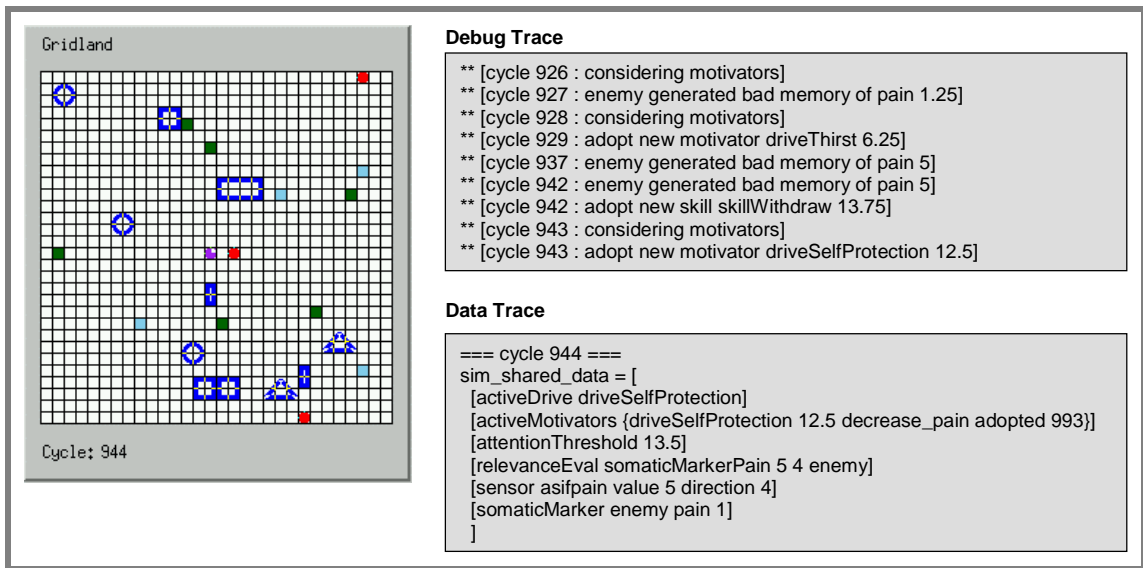 Gridland
Cycle: 944
Debug Trace
** [cycle 926 : considering motivators]
** [cycle 927 : enemy generated bad memory of pain 1.25]
** [cycle 928 : considering motivators]
** [cycle 929 : adopt new motivator driveThirst 6.25]
** [cycle 937 : enemy generated bad memory of pain 5]
** [cycle 942 : enemy generated bad memory of pain 5]
** [cycle 942 : adopt new skill skillWithdraw 13.75]
** [cycle 943 : considering motivators]
** [cycle 943 : adopt new motivator driveSelfProtection 12.5]
Data Trace
=== cycle 944 ===
sim_shared_data = [
[activeDrive driveSelfProtection]
[activeMotivators {driveSelfProtection 12.5 decrease_pain adopted 993}]
[attentionThreshold 13.5]
[relevanceEval somaticMarkerPain 5 4 enemy]
[sensor asifpain value 5 direction 4]
[somaticMarker enemy pain 1]
]